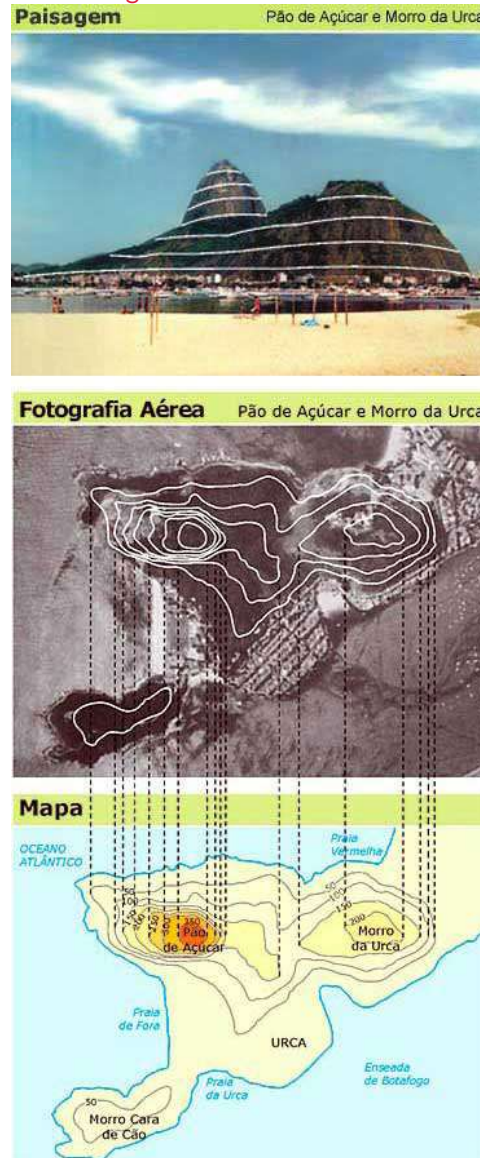 Paisagem
Pão de Açúcar e Morro da Urca
Fotografia Aérea
Pão de Açúcar e Morro da Urca
Mapa
OCEANO
ATLÂNTICO
Praia
Vermelha
50
100
150
200
250
300
350
Pão
de Açúcar
50
100
150
200
Morro
da Urca
Praia
de Fora
URCA
Praia
da Urca
Enseada
de Botafogo
50
Morro Cara
de Cão